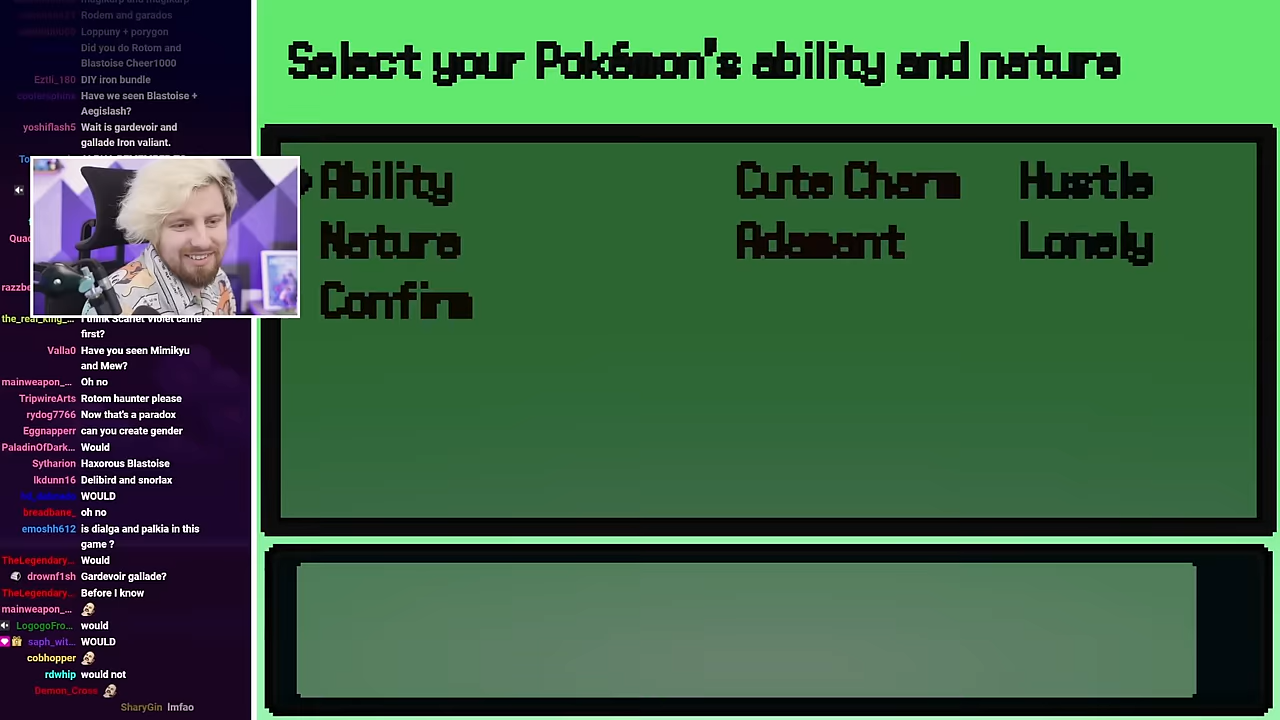 Rodem and garados
Loppuny + porygon
Did you do Rotom and
Blastoise Cheer1000
Eztli_180 DIY iron bundle
Have we seen Blastoise +
Aegislash?
yoshiflash5 Wait is gardevoir and
gallade Iron valiant.
the_real_king_... I think Scarlet Violet came
first?
Valla0 Have you seen Mimikyu
and Mew?
mainweapon_... Oh no
TripwireArts Rotom haunter please
rydog7766 Now that's a paradox
Eggnapperr can you create gender
PaladinOfDark... Would
Sytharion Haxorous Blastoise
lkdunn16 Delibird and snorlax
WOULD
breadbane_ oh no
emoshh612 is dialga and palkia in this
game ?
TheLegendary... Would
drownf1sh Gardevoir gallade?
TheLegendary... Before I know
mainweapon_...
LogogoFro... would
saph_wit... WOULD
cobhopper
rdwhip would not
Demon_Cross
SharyGin lmfao
Select your Pokémon's ability and nature
Ability Cute Charm Hustle
Nature Adamant Lonely
Confirm